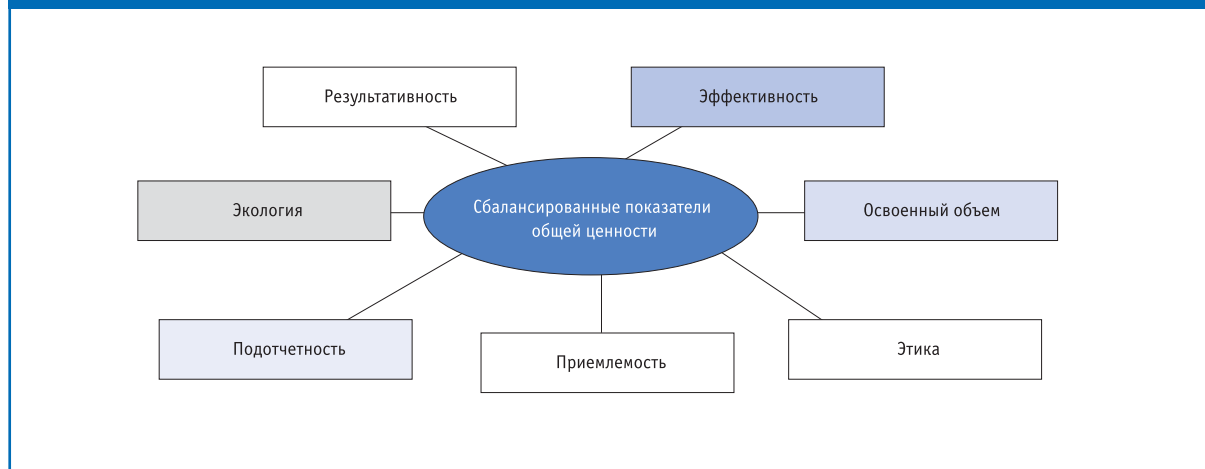 Результативность
Эффективность
Экология
Сбалансированные показатели
общей ценности
Освоенный объем
Подотчетность
Приемлемость
Этика